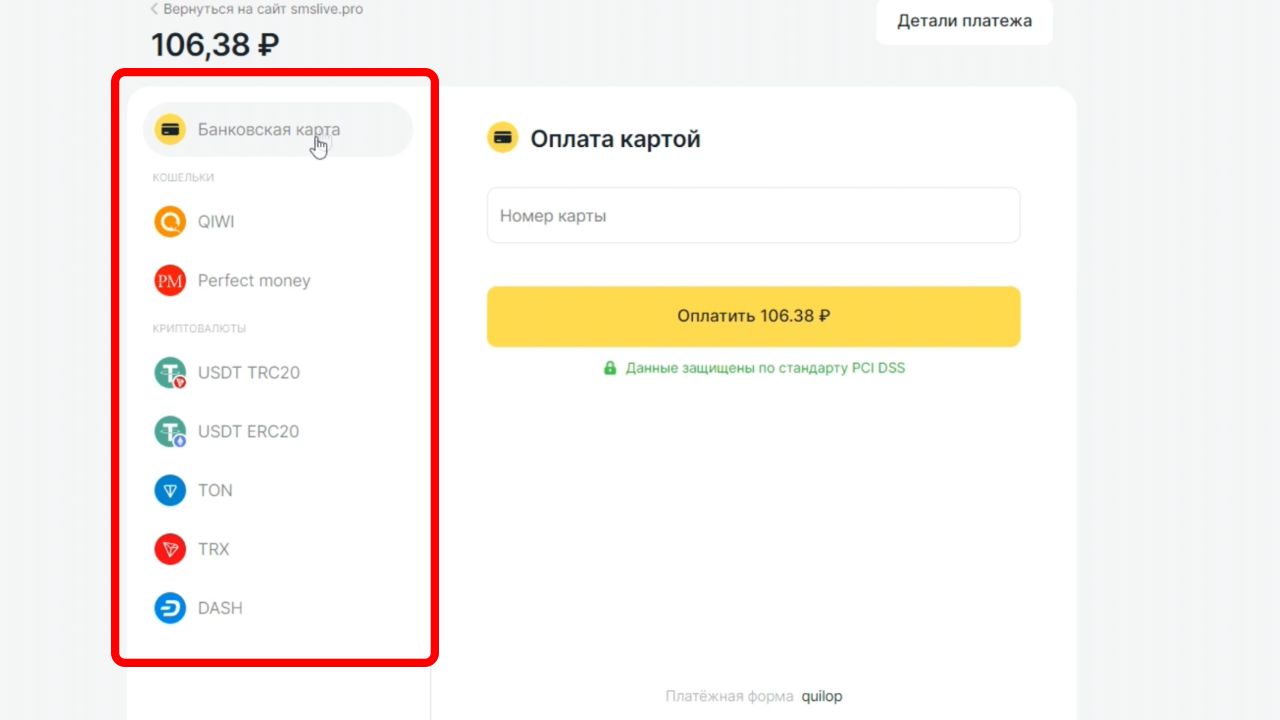 Вернуться на сайт smslive.pro
106,38 ₽
Детали платежа
Банковская карта
КОШЕЛЬКИ
QIWI
PM
Perfect money
КРИПТОВАЛЮТЫ
USDT TRC20
USDT ERC20
TON
TRX
DASH
Оплата картой
Номер карты
Оплатить 106.38 ₽
Данные защищены по стандарту PCI DSS
Платёжная форма quilop